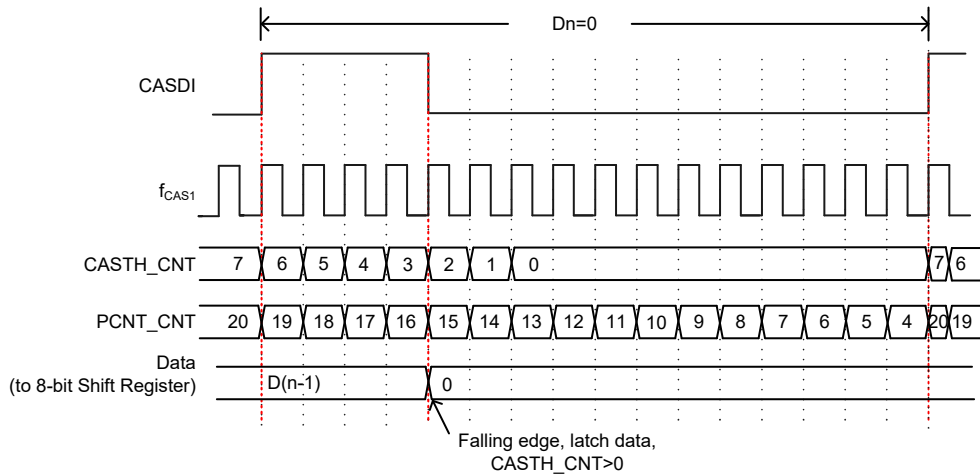 Dn=0
CASDI
fCAS1
CASTH_CNT 7 6 5 4 3 2 1 0 7 6
PCNT_CNT 20 19 18 17 16 15 14 13 12 11 10 9 8 7 6 5 4 20 19
Data
(to 8-bit Shift Register) D(n-1) 0
Falling edge, latch data,
CASTH_CNT>0